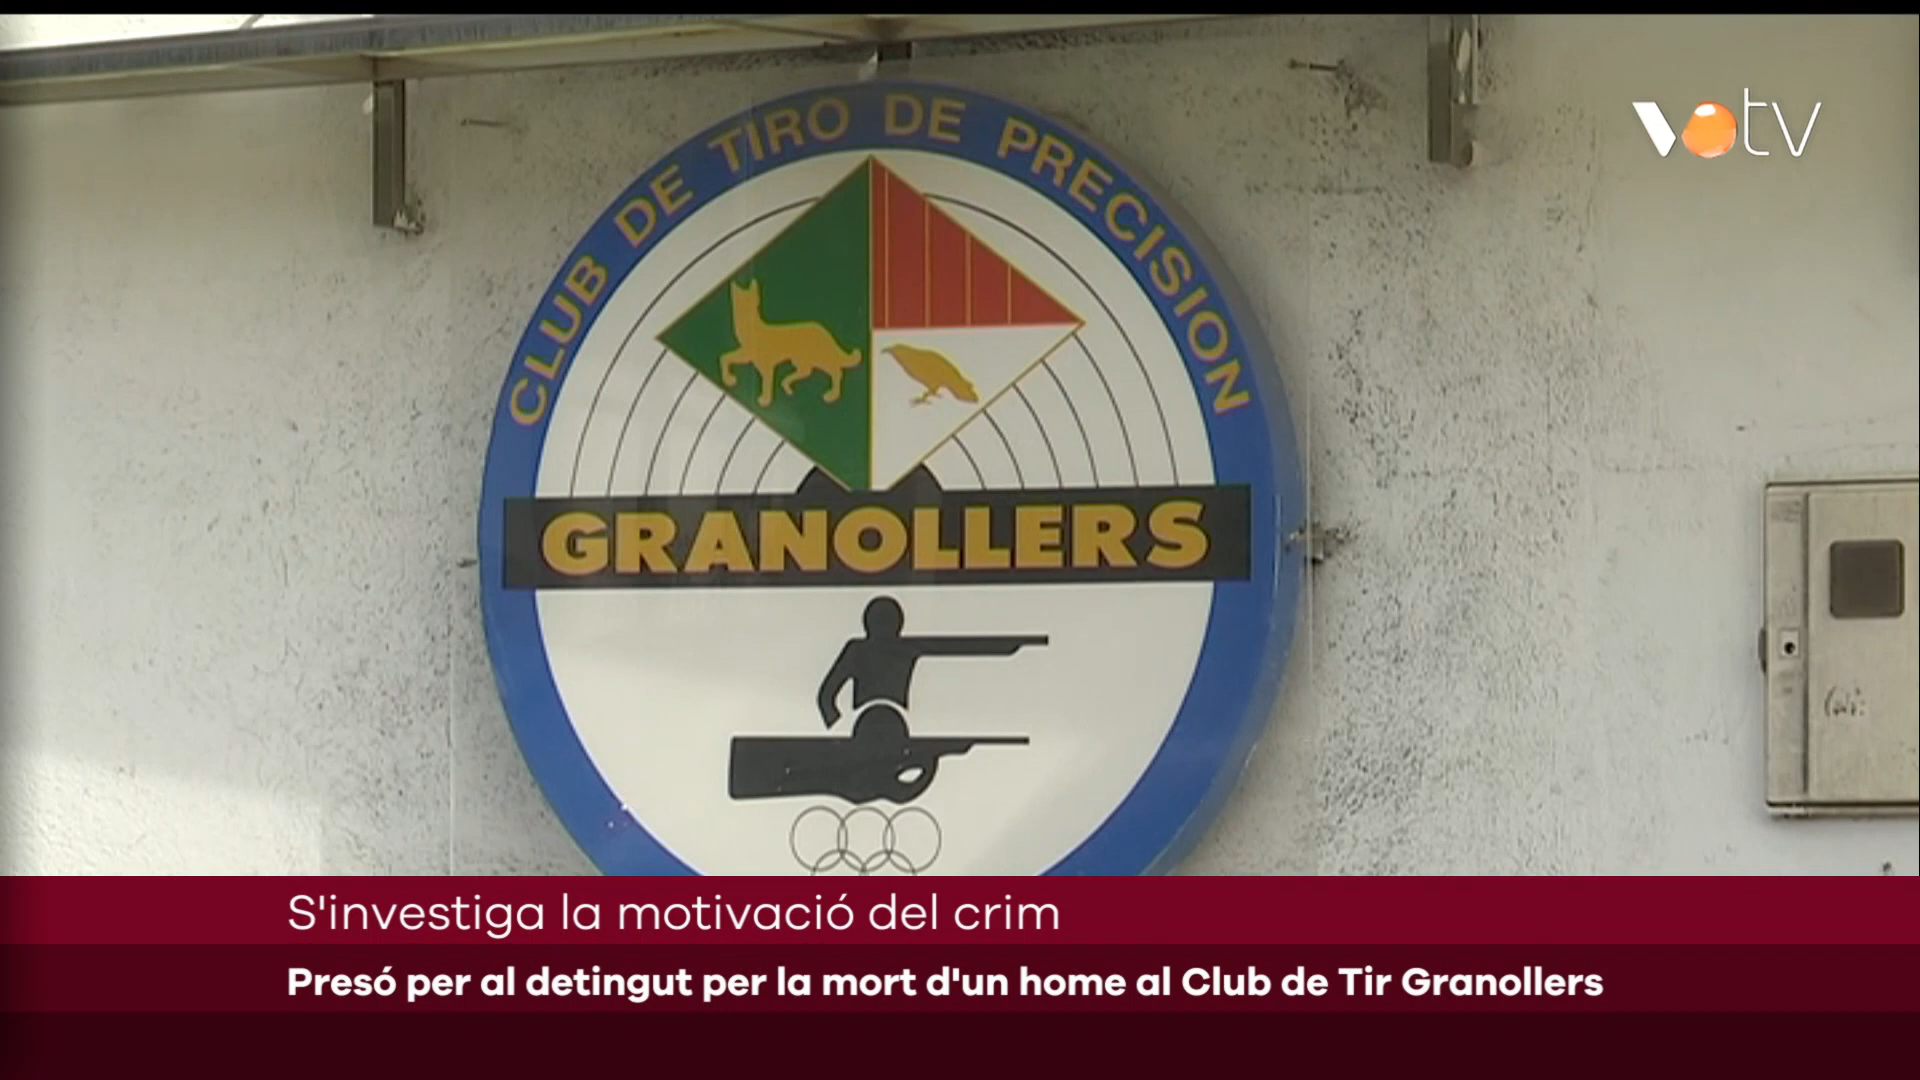 votv
CLUB DE TIRO DE PRECISION
GRANOLLERS
S'investiga la motivació del crim
Presó per al detingut per la mort d'un home al Club de Tir Granollers